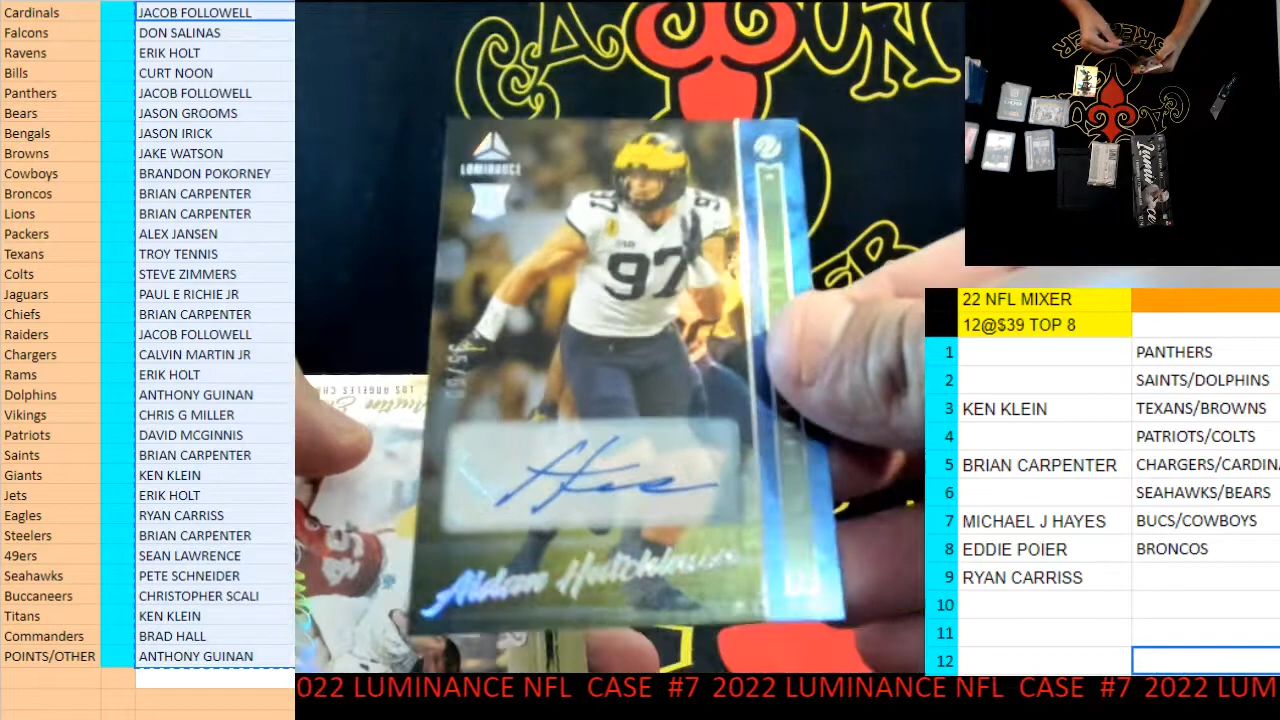 Cardinals JACOB FOLLOWELL
Falcons DON SALINAS
Ravens ERIK HOLT
Bills CURT NOON
Panthers JACOB FOLLOWELL
Bears JASON GROOMS
Bengals JASON IRICK
Browns JAKE WATSON
Cowboys BRANDON POKORNEY
Broncos BRIAN CARPENTER
Lions BRIAN CARPENTER
Packers ALEX JANSEN
Texans TROY TENNIS
Colts STEVE ZIMMERS
Jaguars PAUL E RICHIE JR
Chiefs BRIAN CARPENTER
Raiders JACOB FOLLOWELL
Chargers CALVIN MARTIN JR
Rams ERIK HOLT
Dolphins ANTHONY GUINAN
Vikings CHRIS G MILLER
Patriots DAVID MCGINNIS
Saints BRIAN CARPENTER
Giants KEN KLEIN
Jets ERIK HOLT
Eagles RYAN CARRISS
Steelers BRIAN CARPENTER
49ers SEAN LAWRENCE
Seahawks PETE SCHNEIDER
Buccaneers CHRISTOPHER SCALI
Titans KEN KLEIN
Commanders BRAD HALL
POINTS/OTHER ANTHONY GUINAN
LUMINANCE
97
97
97
Aidan Hutchinson
LOS ANGELES CHA
22 NFL MIXER
12@$39 TOP 8
1 PANTHERS
2 SAINTS/DOLPHINS
3 KEN KLEIN TEXANS/BROWNS
4 PATRIOTS/COLTS
5 BRIAN CARPENTER CHARGERS/CARDINA
6 SEAHAWKS/BEARS
7 MICHAEL J HAYES BUCS/COWBOYS
8 EDDIE POIER BRONCOS
9 RYAN CARRISS
10
11
12
022 LUMINANCE NFL CASE #7 2022 LUMINANCE NFL CASE #7 2022 LUM